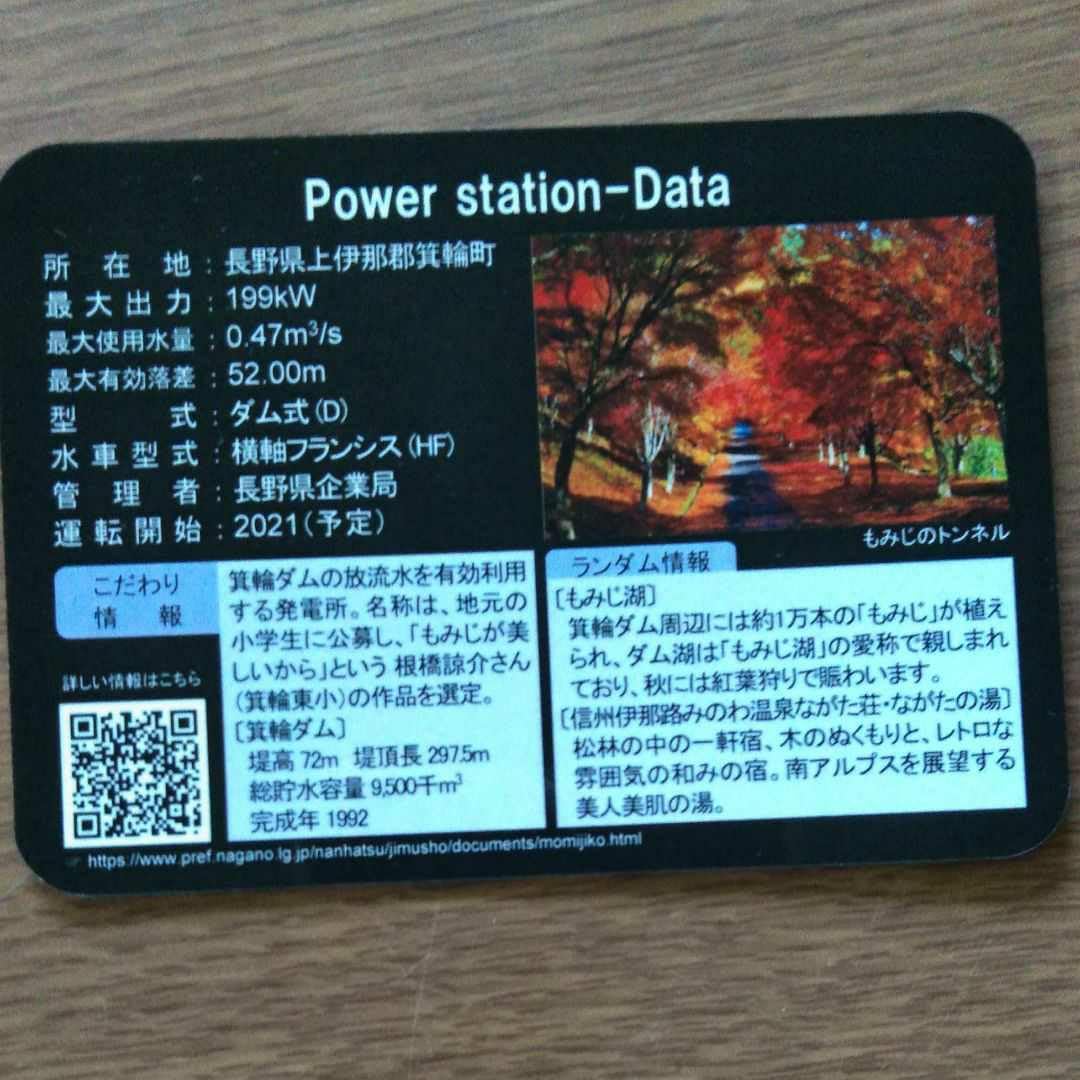 Power station-Data
所在地：長野県上伊那郡箕輪町
最大出力：199kW
最大使用水量：0.47m³/s
最大有効落差：52.00m
型式：ダム式(D)
水車型式：横軸フランシス(HF)
管理者：長野県企業局
運転開始：2021(予定)
もみじのトンネル
こだわり
情報
箕輪ダムの放流水を有効利用
する発電所。名称は、地元の
小学生に公募し、「もみじが美
しいから」という 根橋諒介さん
(箕輪東小)の作品を選定。
[箕輪ダム]
堤高 72m 堤頂長 297.5m
総貯水容量 9,500千m³
完成年 1992
ランダム情報
[もみじ湖]
箕輪ダム周辺には約1万本の「もみじ」が植え
られ、ダム湖は「もみじ湖」の愛称で親しまれ
ており、秋には紅葉狩りで賑わいます。
[信州伊那路みのわ温泉ながた荘・ながたの湯]
松林の中の一軒宿、木のぬくもりと、レトロな
雰囲気の和みの宿。南アルプスを展望する
美人美肌の湯。
詳しい情報はこちら
☞ https://www.pref.nagano.lg.jp/nanhatsu/jimusho/documents/momijiko.html